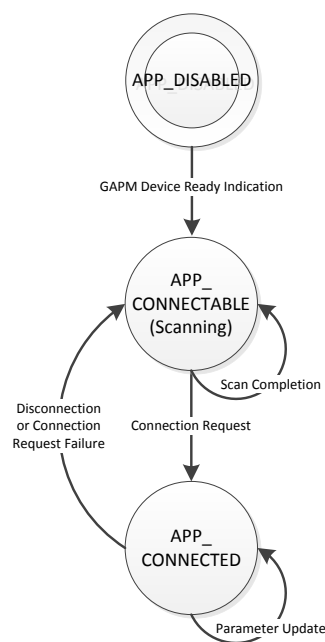 APP_DISABLED
GAPM Device Ready Indication
APP_
CONNECTABLE
(Scanning)
Scan Completion
Disconnection
or Connection
Request Failure
Connection Request
APP_
CONNECTED
Parameter Update